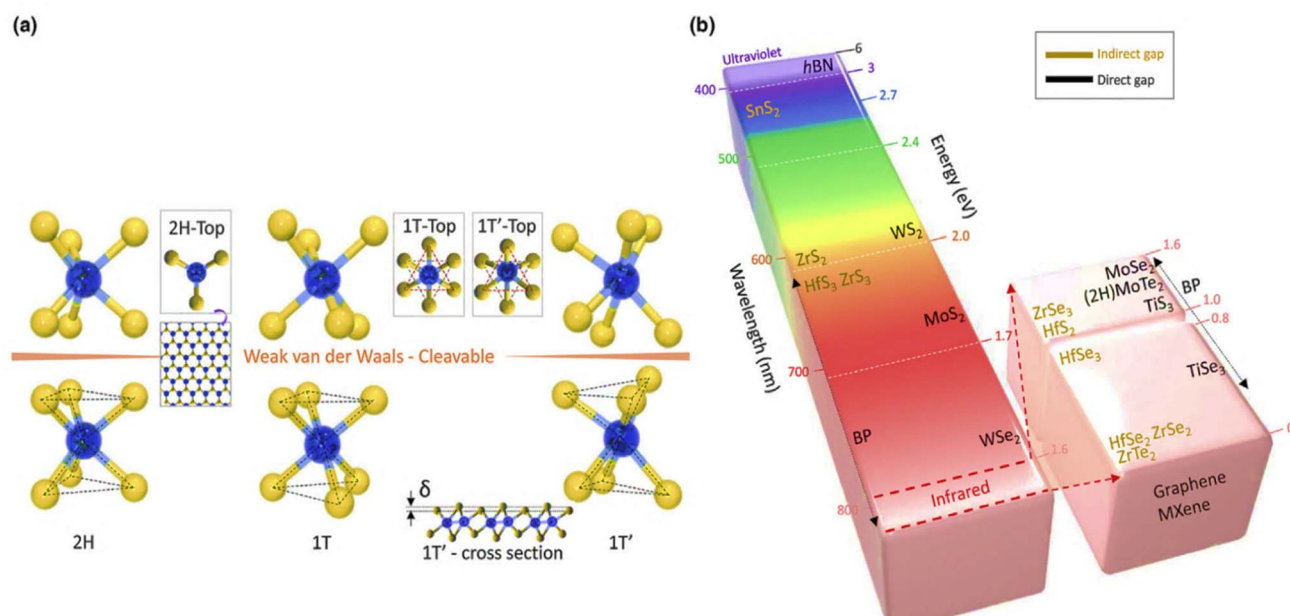 (a)
2H-Top
1T-Top
1T’-Top
Weak van der Waals - Cleavable
δ
1T’ - cross section
2H
1T
1T’
(b)
Indirect gap
Direct gap
Ultraviolet
6
hBN
3
400
2.7
SnS₂
2.4
500
Energy (eV)
WS₂
2.0
600
ZrS₂
HfS₃ ZrS₃
Wavelength (nm)
MoS₂
1.7
700
BP
WSe₂
1.6
Infrared
800
1.6
MoSe₂
(2H)MoTe₂
BP
TiS₃
1.0
ZrSe₃
HfS₂
0.8
HfSe₃
TiSe₃
HfSe₂ ZrSe₂
ZrTe₂
Graphene
MXene